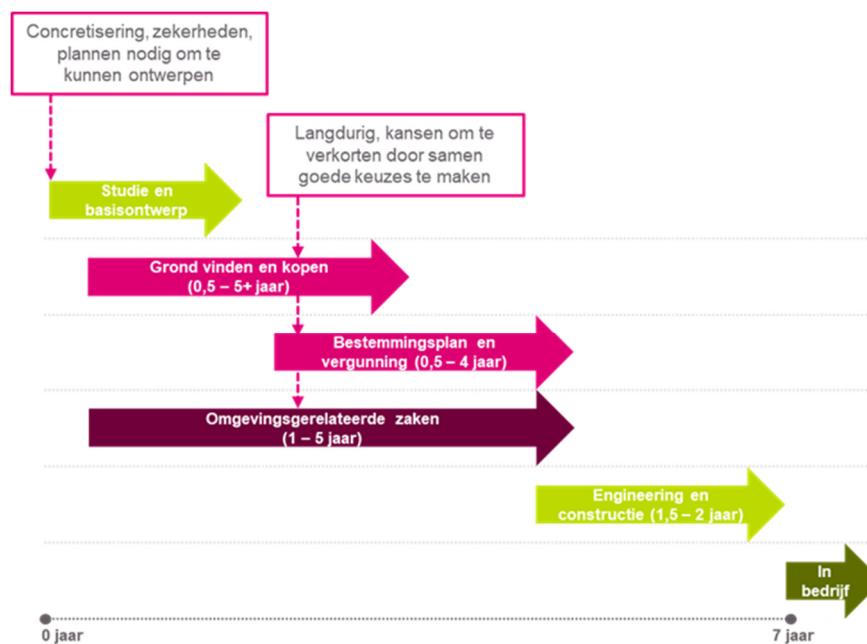 Concretisering, zekerheden,
plannen nodig om te
kunnen ontwerpen
Langdurig, kansen om te
verkorten door samen
goede keuzes te maken
Studie en
basisontwerp
Grond vinden en kopen
(0,5 – 5+ jaar)
Bestemmingsplan en
vergunning (0,5 – 4 jaar)
Omgevingsgerelateerde zaken
(1 – 5 jaar)
Engineering en
constructie (1,5 – 2 jaar)
In
bedrijf
0 jaar
7 jaar